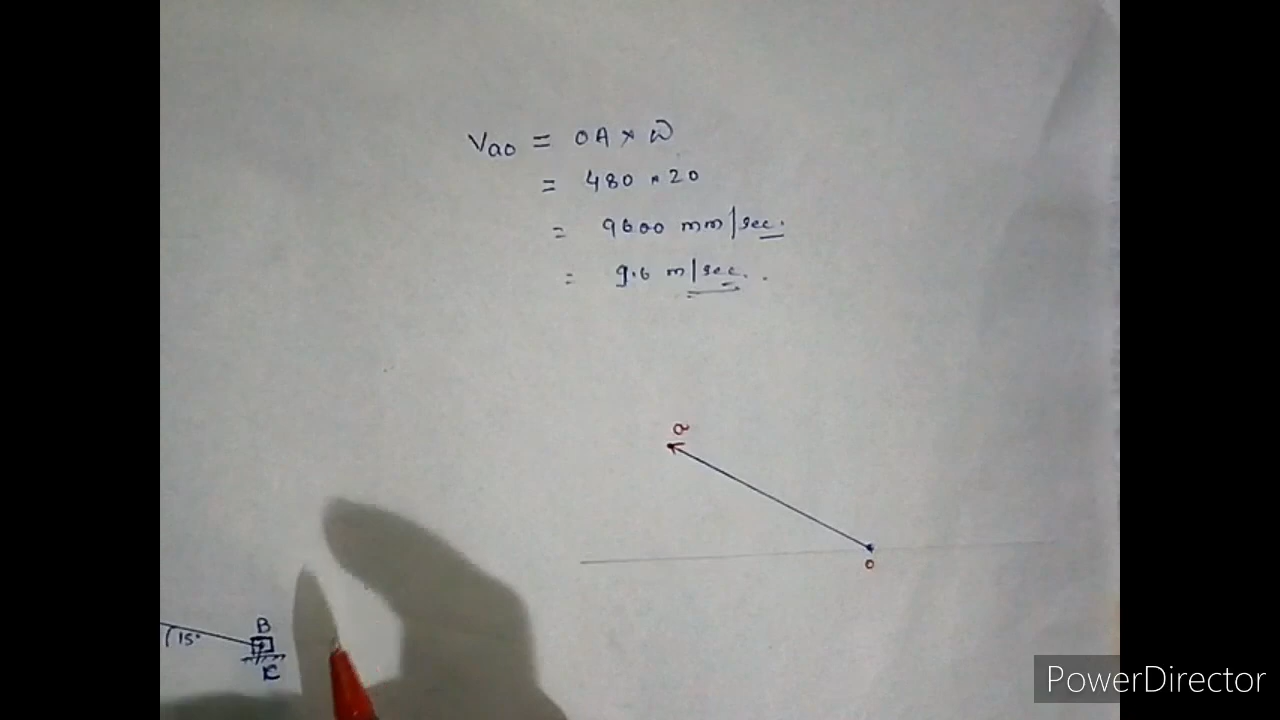 Vao = OA × ω
= 480 × 20
= 9600 mm/sec.
= 9.6 m/sec.
a
o
B
15°
PowerDirector